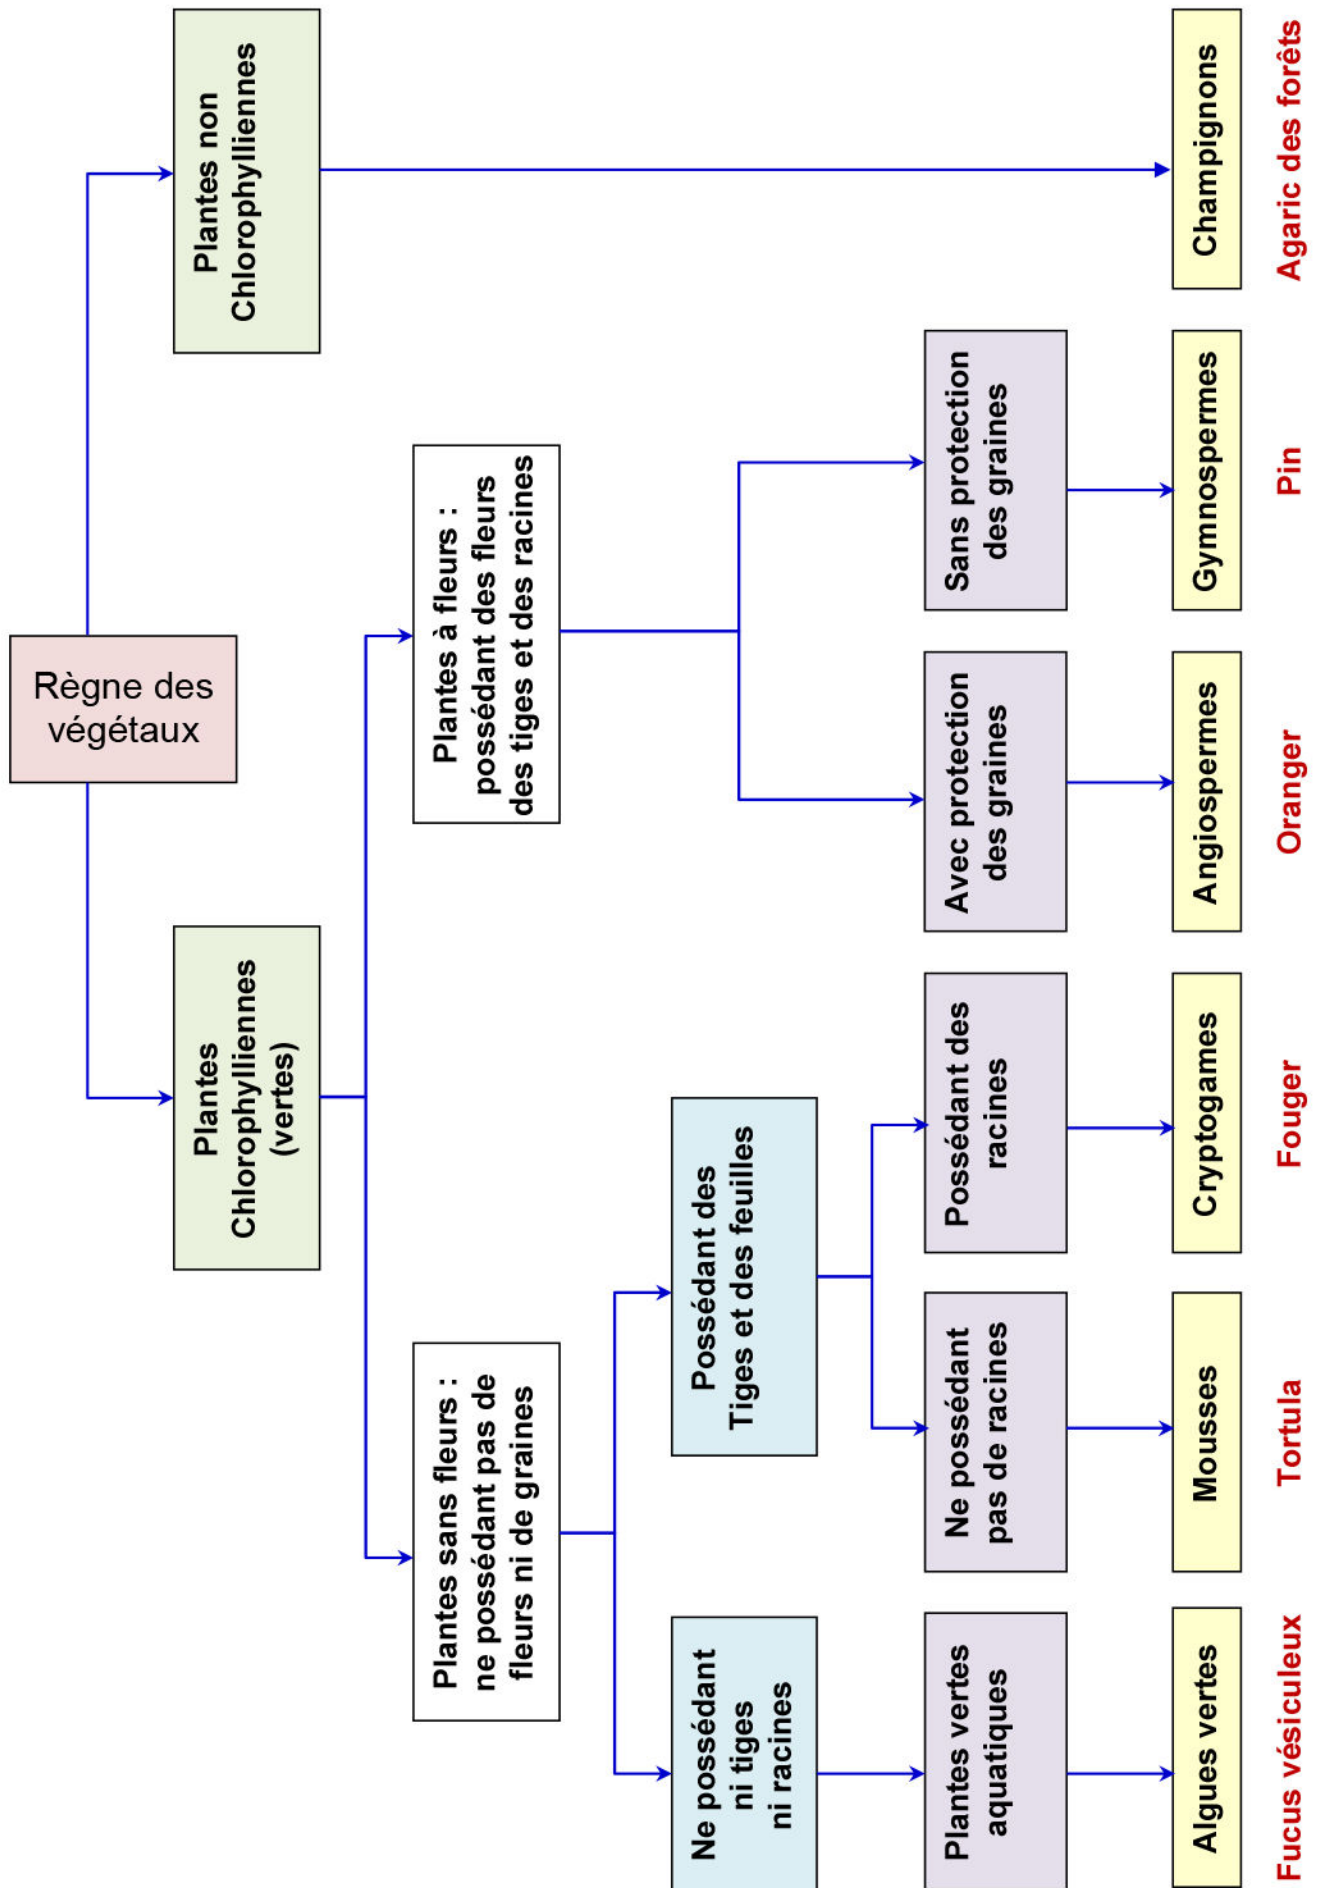 Règne des
végétaux
Plantes
Chlorophylliennes
(vertes)
Plantes non
Chlorophylliennes
Plantes sans fleurs :
ne possédant pas de
fleurs ni de graines
Plantes à fleurs :
possédant des fleurs
des tiges et des racines
Ne possédant
ni tiges
ni racines
Possédant des
Tiges et des feuilles
Plantes vertes
aquatiques
Ne possédant
pas de racines
Possédant des
racines
Avec protection
des graines
Sans protection
des graines
Algues vertes
Mousses
Cryptogames
Angiospermes
Gymnospermes
Champignons
Fucus vésiculeux
Tortula
Fouger
Oranger
Pin
Agaric des forêts